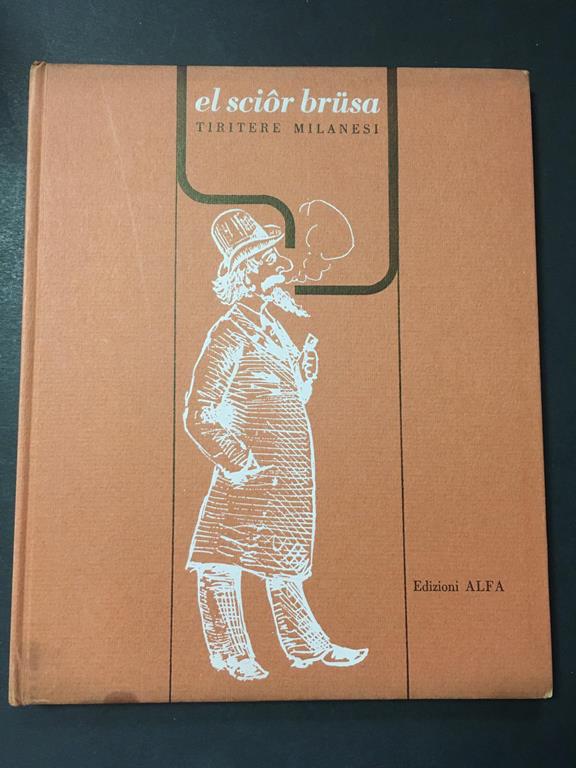 el sciôr brüsa
TIRITERE MILANESI
Edizioni ALFA